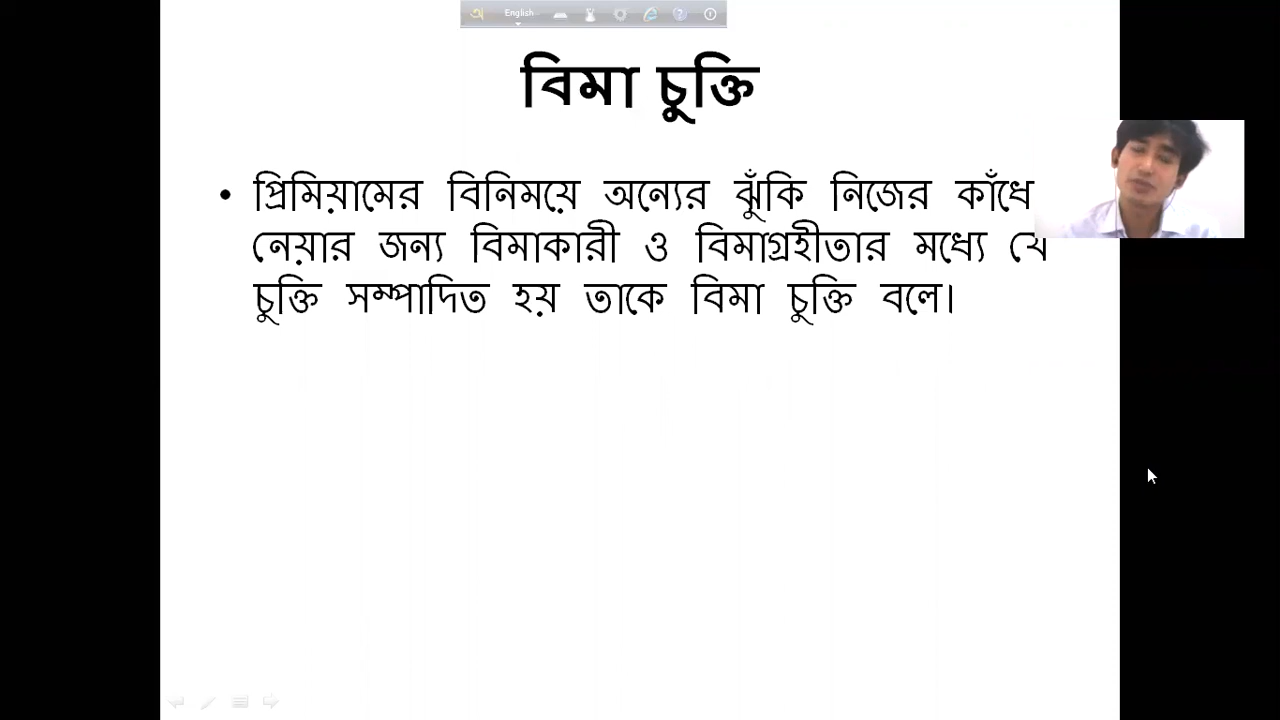 অ English
বিমা চুক্তি
• প্রিমিয়ামের বিনিময়ে অন্যের ঝুঁকি নিজের কাঁধে
নেয়ার জন্য বিমাকারী ও বিমাগ্রহীতার মধ্যে যে
চুক্তি সম্পাদিত হয় তাকে বিমা চুক্তি বলে।